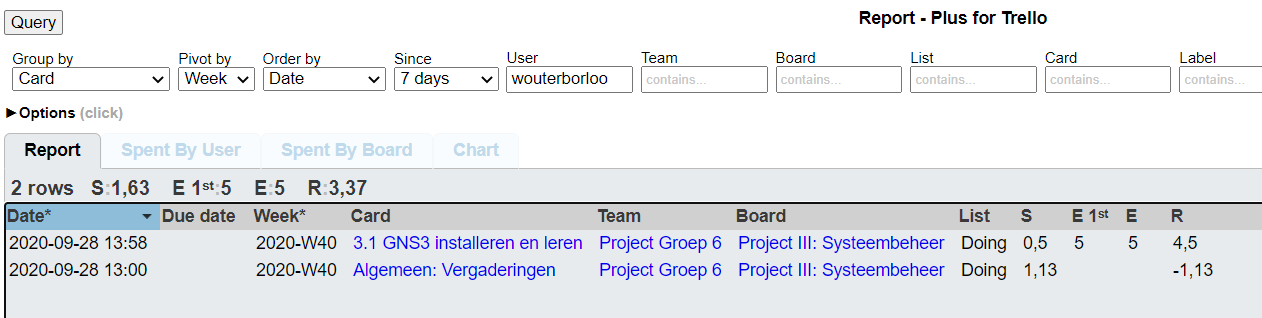 Query
Report - Plus for Trello
Group by Pivot by Order by Since User Team Board List Card Label
Card Week Date 7 days wouterborloo contains... contains... contains... contains... contains...
►Options (click)
Report Spent By User Spent By Board Chart
2 rows S:1,63 E 1st:5 E:5 R:3,37
Date* Due date Week* Card Team Board List S E 1st E R
2020-09-28 13:58 2020-W40 3.1 GNS3 installeren en leren Project Groep 6 Project III: Systeembeheer Doing 0,5 5 5 4,5
2020-09-28 13:00 2020-W40 Algemeen: Vergaderingen Project Groep 6 Project III: Systeembeheer Doing 1,13 -1,13